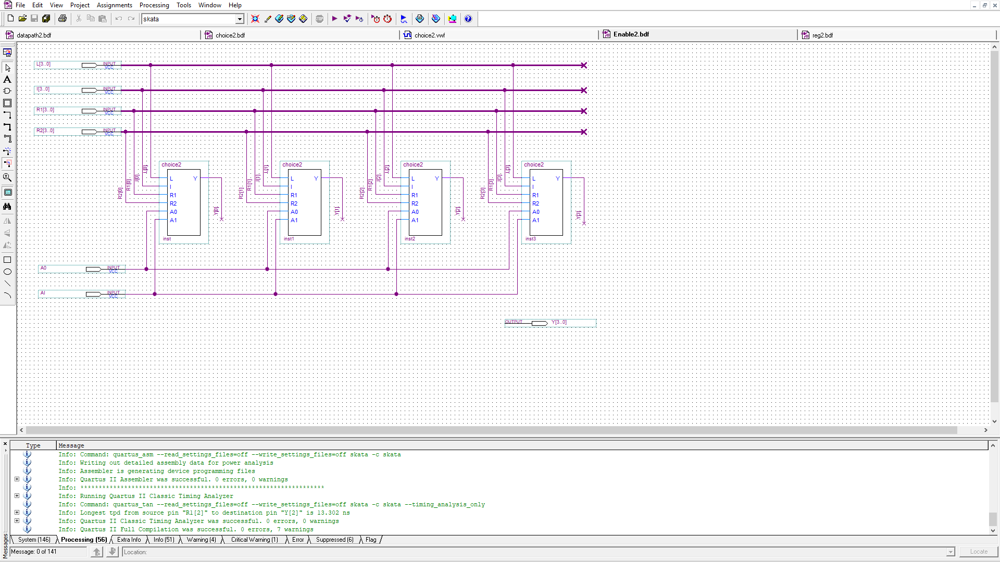 File Edit View Project Assignments Processing Tools Window Help
skata
datapath2.bdf choice2.bdf choice2.vwf Enable2.bdf reg2.bdf
L[3..0] INPUT VCC
I[3..0] INPUT VCC
R1[3..0] INPUT VCC
R2[3..0] INPUT VCC
choice2 choice2 choice2 choice2
R2[0] R1[0] I[0] L[0] R2[1] R1[1] I[1] L[1] R2[2] R1[2] I[2] L[2] R2[3] R1[3] I[3] L[3]
L Y L Y L Y L Y
I I I I
R1 R1 R1 R1
R2 R2 R2 R2
A0 Y[0] A0 Y[1] A0 Y[2] A0 Y[3]
A1 A1 A1 A1
inst inst1 inst2 inst3
A0 INPUT VCC
AI INPUT VCC
OUTPUT Y[3..0]
Type Message
Info: Command: quartus_asm --read_settings_files=off --write_settings_files=off skata -c skata
Info: Writing out detailed assembly data for power analysis
Info: Assembler is generating device programming files
Info: Quartus II Assembler was successful. 0 errors, 0 warnings
Info: *******************************************************************
Info: Running Quartus II Classic Timing Analyzer
Info: Command: quartus_tan --read_settings_files=off --write_settings_files=off skata -c skata --timing_analysis_only
Info: Longest tpd from source pin "R1[2]" to destination pin "Y[2]" is 13.302 ns
Info: Quartus II Classic Timing Analyzer was successful. 0 errors, 0 warnings
Info: Quartus II Full Compilation was successful. 0 errors, 7 warnings
System (146) Processing (56) Extra Info Info (51) Warning (4) Critical Warning (1) Error Suppressed (6) Flag
Messages
Message: 0 of 141 Location: Locate